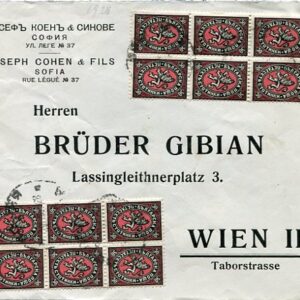 СЕФЪ КОЕНЪ & СИНОВЕ
СОФИЯ
УЛ. ЛЕГЕ № 37
SEPH COHEN & FILS
SOFIA
RUE LÉGUÉ № 37
Herren
BRÜDER GIBIAN
Lassingleithnerplatz 3.
WIEN II
Taborstrasse